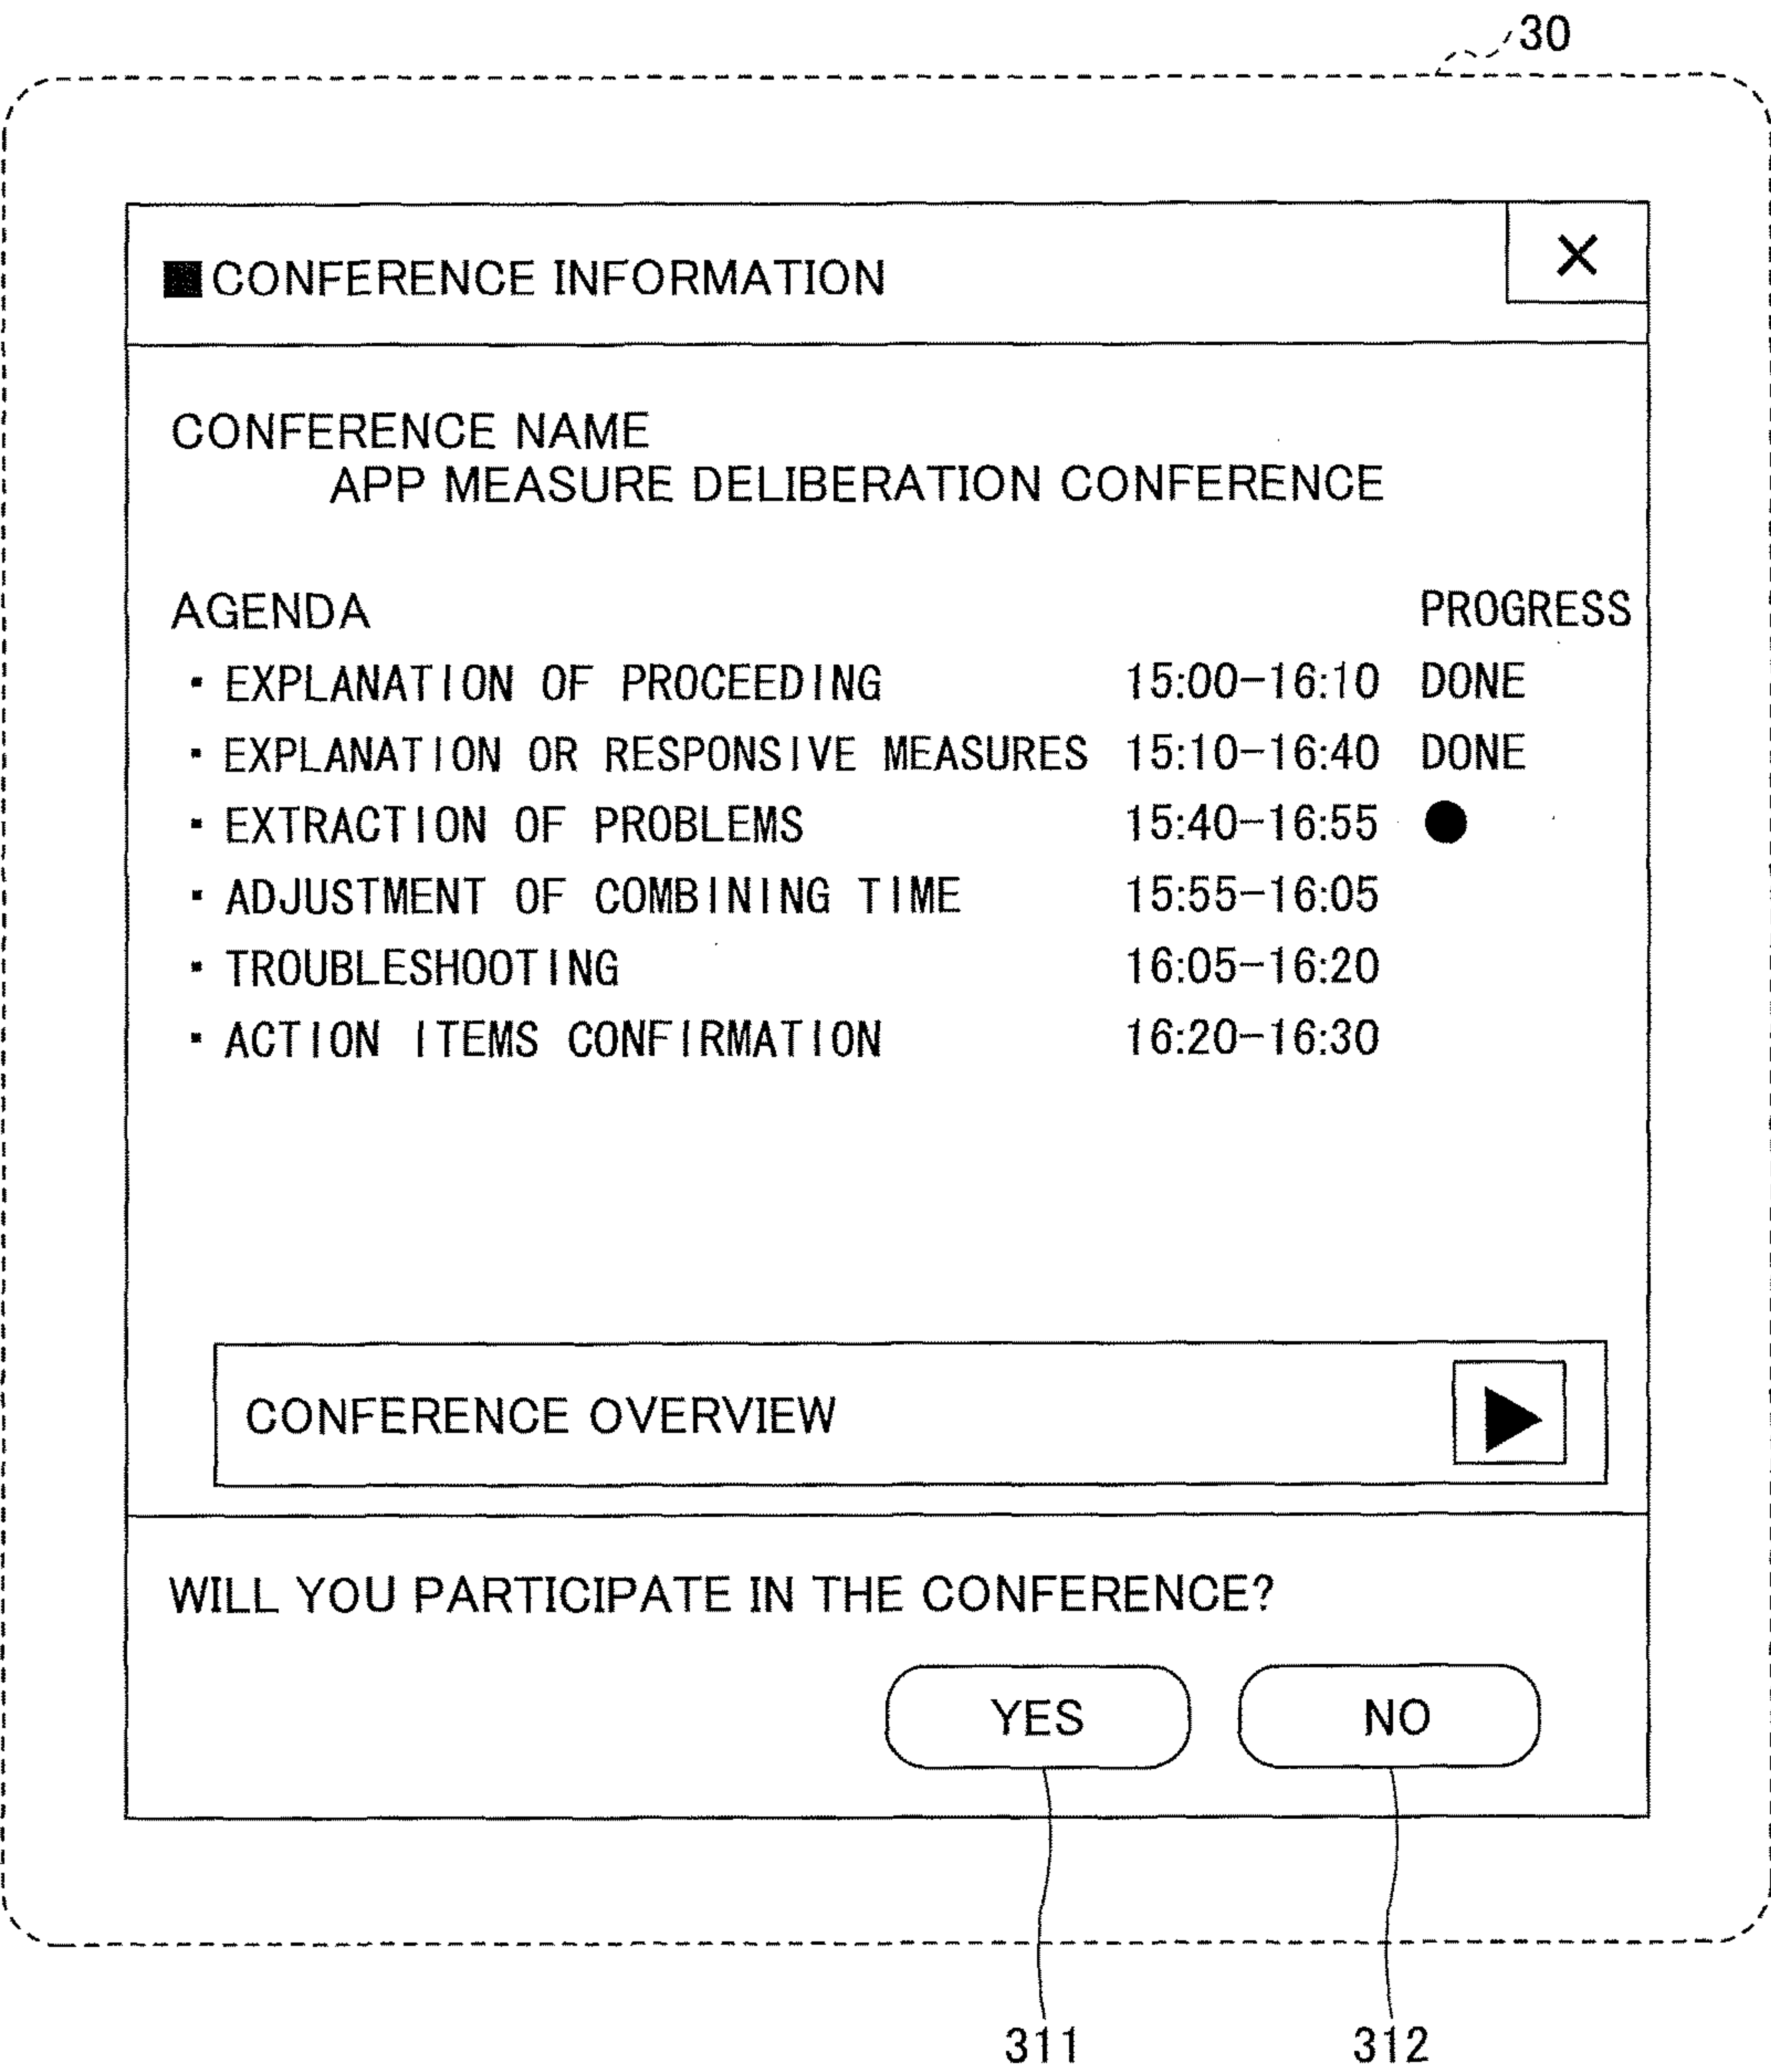 30
■CONFERENCE INFORMATION ×
CONFERENCE NAME
APP MEASURE DELIBERATION CONFERENCE
AGENDA PROGRESS
・EXPLANATION OF PROCEEDING 15:00-16:10 DONE
・EXPLANATION OR RESPONSIVE MEASURES 15:10-16:40 DONE
・EXTRACTION OF PROBLEMS 15:40-16:55 ●
・ADJUSTMENT OF COMBINING TIME 15:55-16:05
・TROUBLESHOOTING 16:05-16:20
・ACTION ITEMS CONFIRMATION 16:20-16:30
CONFERENCE OVERVIEW ▶
WILL YOU PARTICIPATE IN THE CONFERENCE?
YES NO
311 312